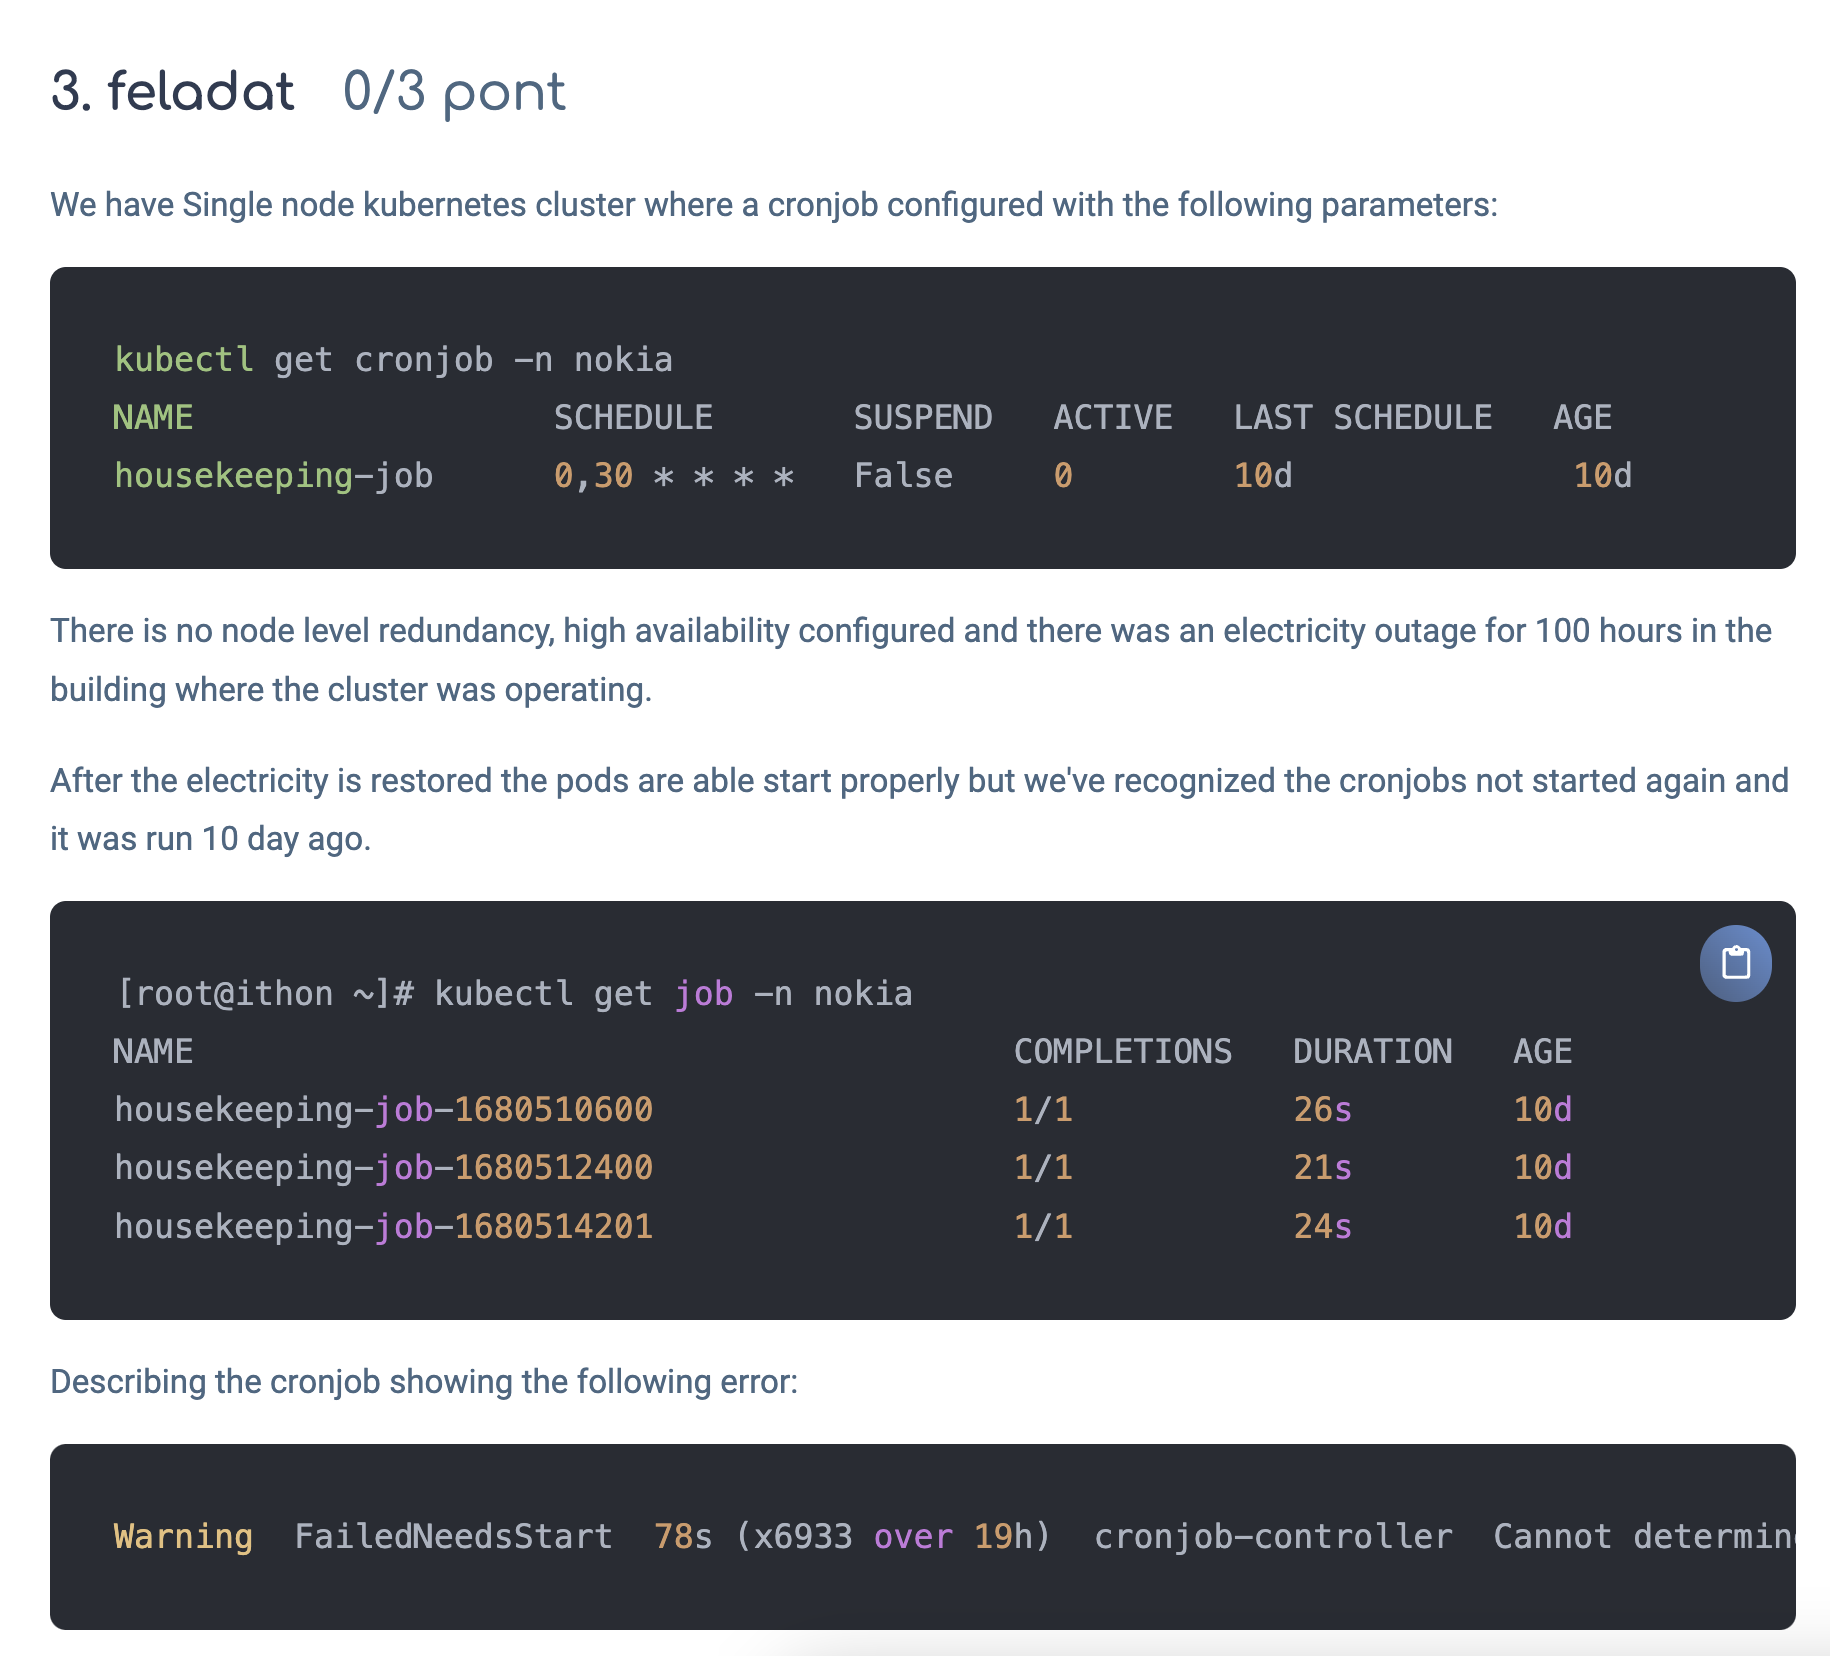 3. feladat 0/3 pont
We have Single node kubernetes cluster where a cronjob configured with the following parameters:
kubectl get cronjob -n nokia
NAME SCHEDULE SUSPEND ACTIVE LAST SCHEDULE AGE
housekeeping-job 0,30 * * * * False 0 10d 10d
There is no node level redundancy, high availability configured and there was an electricity outage for 100 hours in the
building where the cluster was operating.
After the electricity is restored the pods are able start properly but we've recognized the cronjobs not started again and
it was run 10 day ago.
[root@ithon ~]# kubectl get job -n nokia
NAME COMPLETIONS DURATION AGE
housekeeping-job-1680510600 1/1 26s 10d
housekeeping-job-1680512400 1/1 21s 10d
housekeeping-job-1680514201 1/1 24s 10d
Describing the cronjob showing the following error:
Warning FailedNeedsStart 78s (x6933 over 19h) cronjob-controller Cannot determin